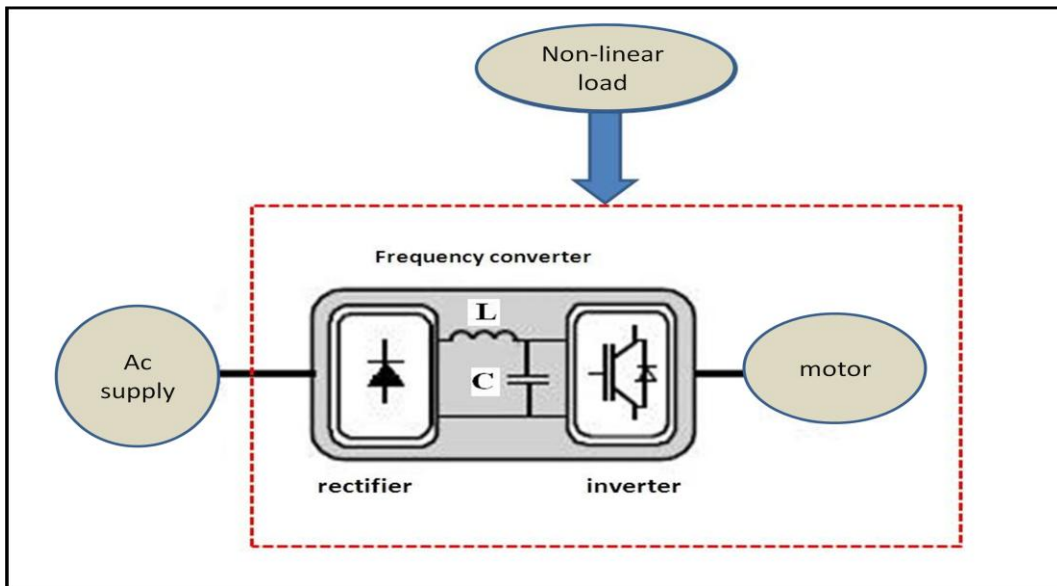 Non-linear
load
Frequency converter
L
Ac
supply
C
motor
rectifier
inverter